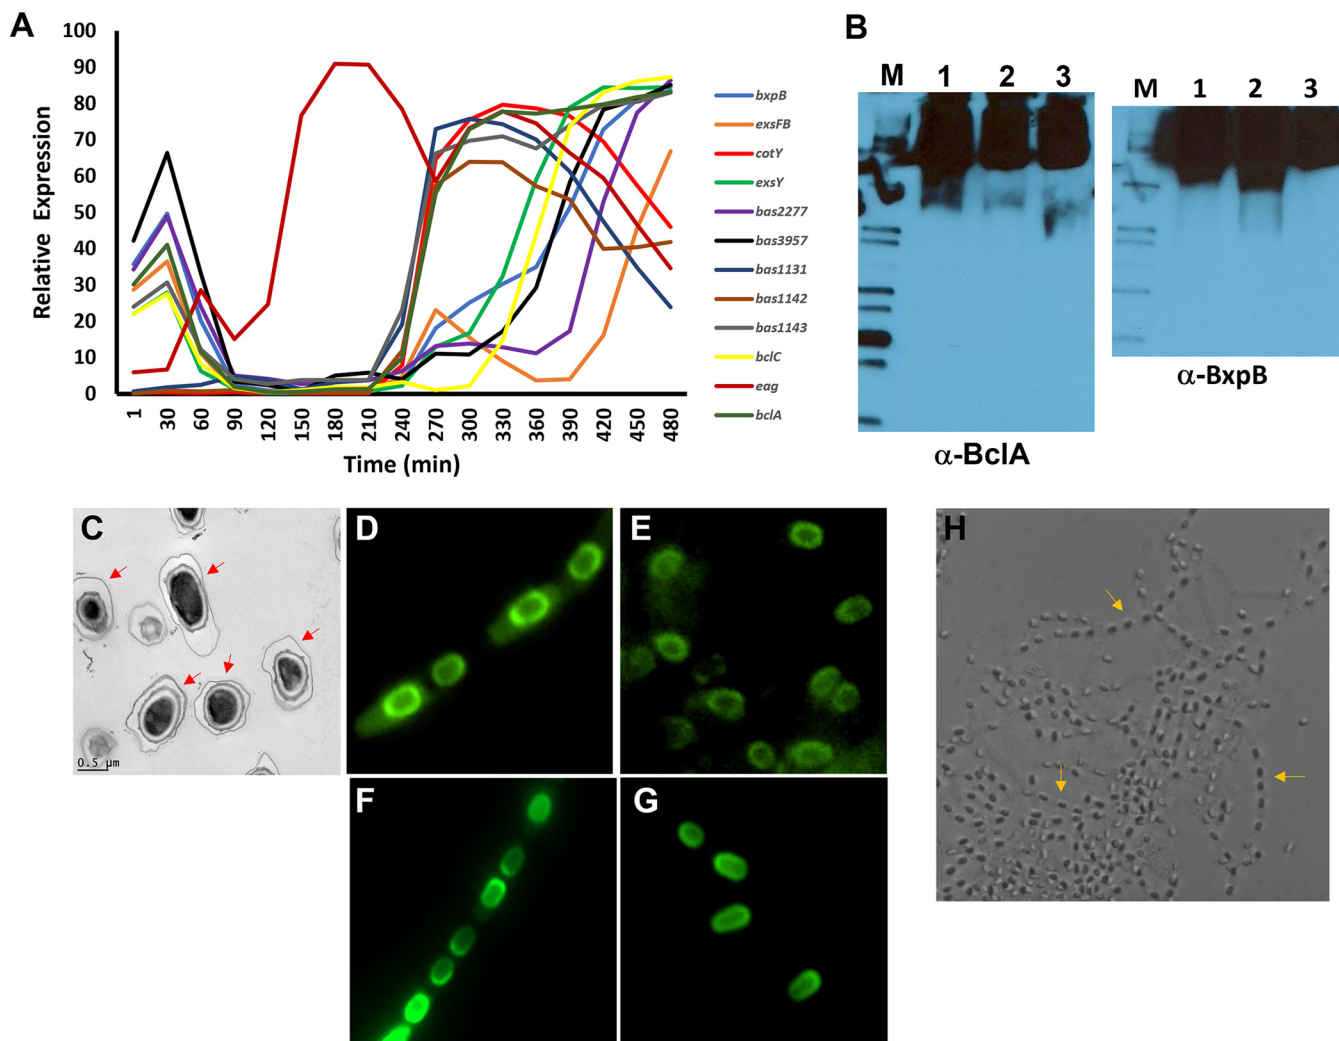 A
100
90
80
70
60
50
40
30
20
10
0
Relative Expression
1 30 60 90 120 150 180 210 240 270 300 330 360 390 420 450 480
Time (min)
bxpB
exsFB
cotY
exsY
bas2277
bas3957
bas1131
bas1142
bas1143
bclC
eag
bclA
B
M 1 2 3
α-BclA
M 1 2 3
α-BxpB
C
0.5 μm
D
E
F
G
H